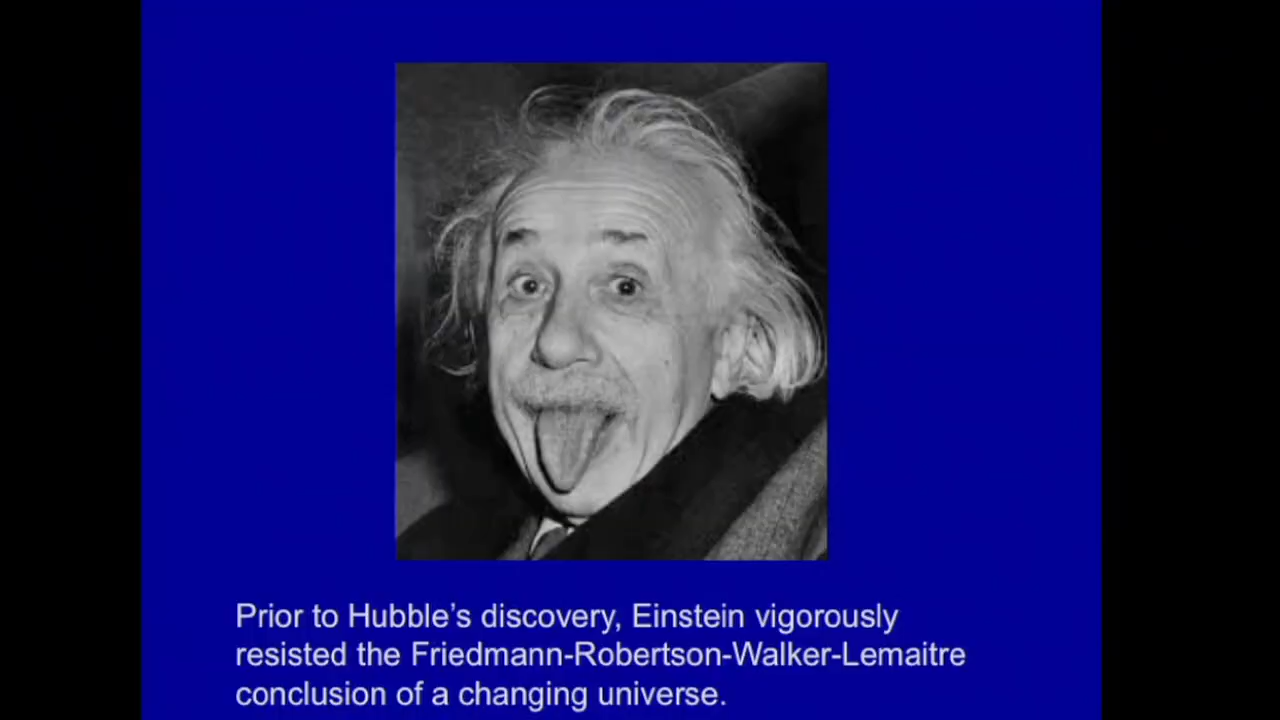 Prior to Hubble’s discovery, Einstein vigorously
resisted the Friedmann-Robertson-Walker-Lemaitre
conclusion of a changing universe.